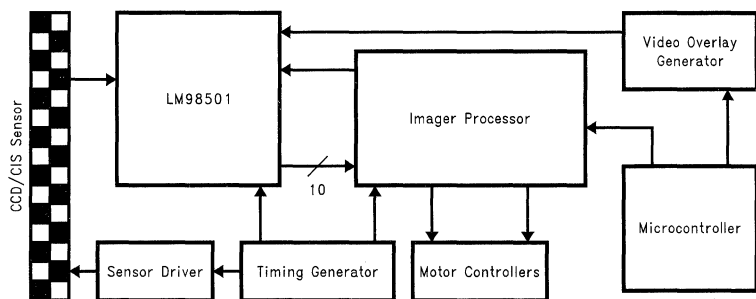 CCD/CIS Sensor
LM98501
Imager Processor
Video Overlay
Generator
10
Microcontroller
Sensor Driver
Timing Generator
Motor Controllers